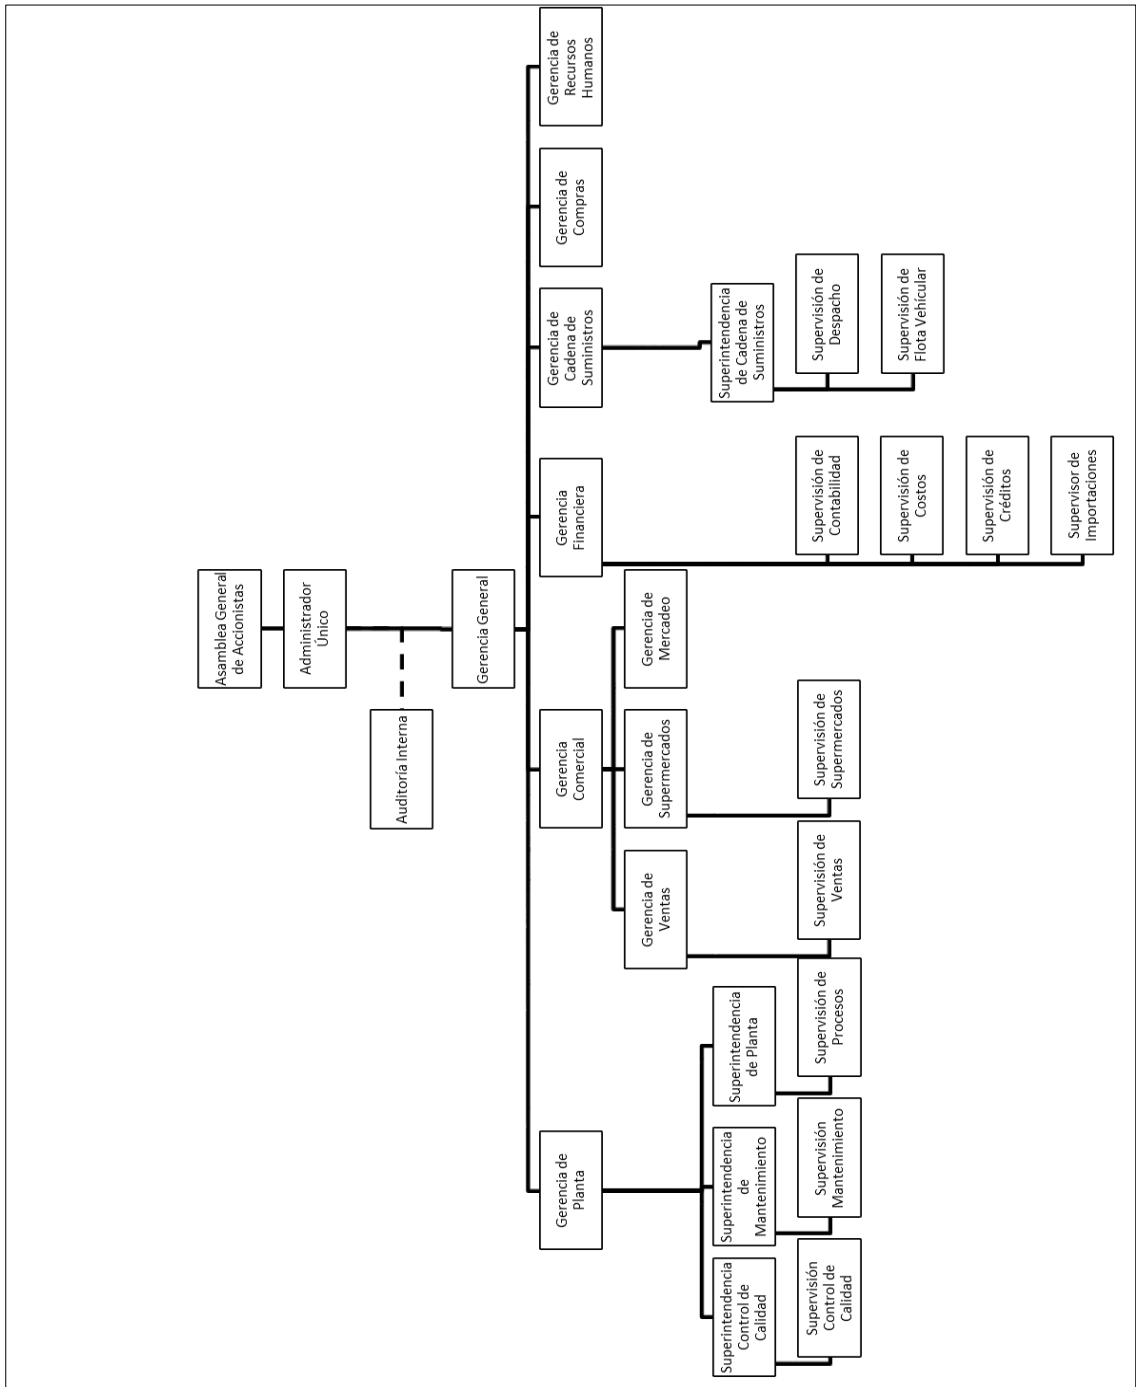 Asamblea General
de Accionistas
Administrador
Único
Auditoría Interna
Gerencia General
Gerencia de
Planta
Gerencia
Comercial
Gerencia
Financiera
Gerencia de
Cadena de
Suministros
Gerencia de
Compras
Gerencia de
Recursos
Humanos
Gerencia de
Ventas
Gerencia de
Supermercados
Gerencia de
Mercadeo
Superintendencia
Control de
Calidad
Superintendencia
de
Mantenimiento
Superintendencia
de Planta
Superintendencia
de Cadena de
Suministros
Supervisión
Control de
Calidad
Supervisión
Mantenimiento
Supervisión de
Procesos
Supervisión de
Ventas
Supervisión de
Supermercados
Supervisión de
Contabilidad
Supervisión de
Costos
Supervisión de
Créditos
Supervisor de
Importaciones
Supervisión de
Despacho
Supervisión de
Flota Vehícular